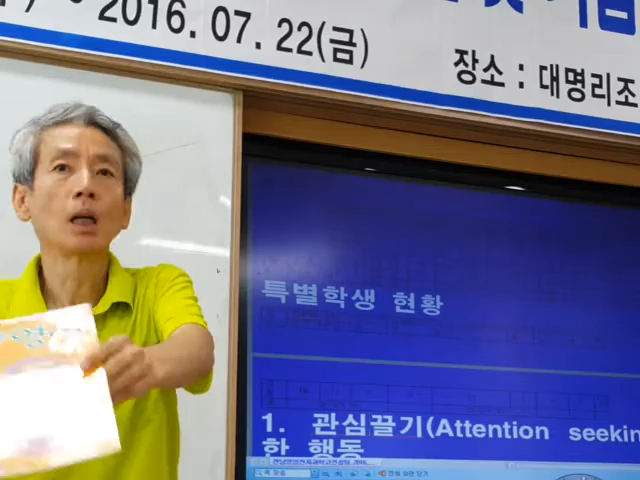 ~ 2016. 07. 22(금)
장소 : 대명리조
특별학생 현황
1. 관심끌기(Attention seekin
한 행동